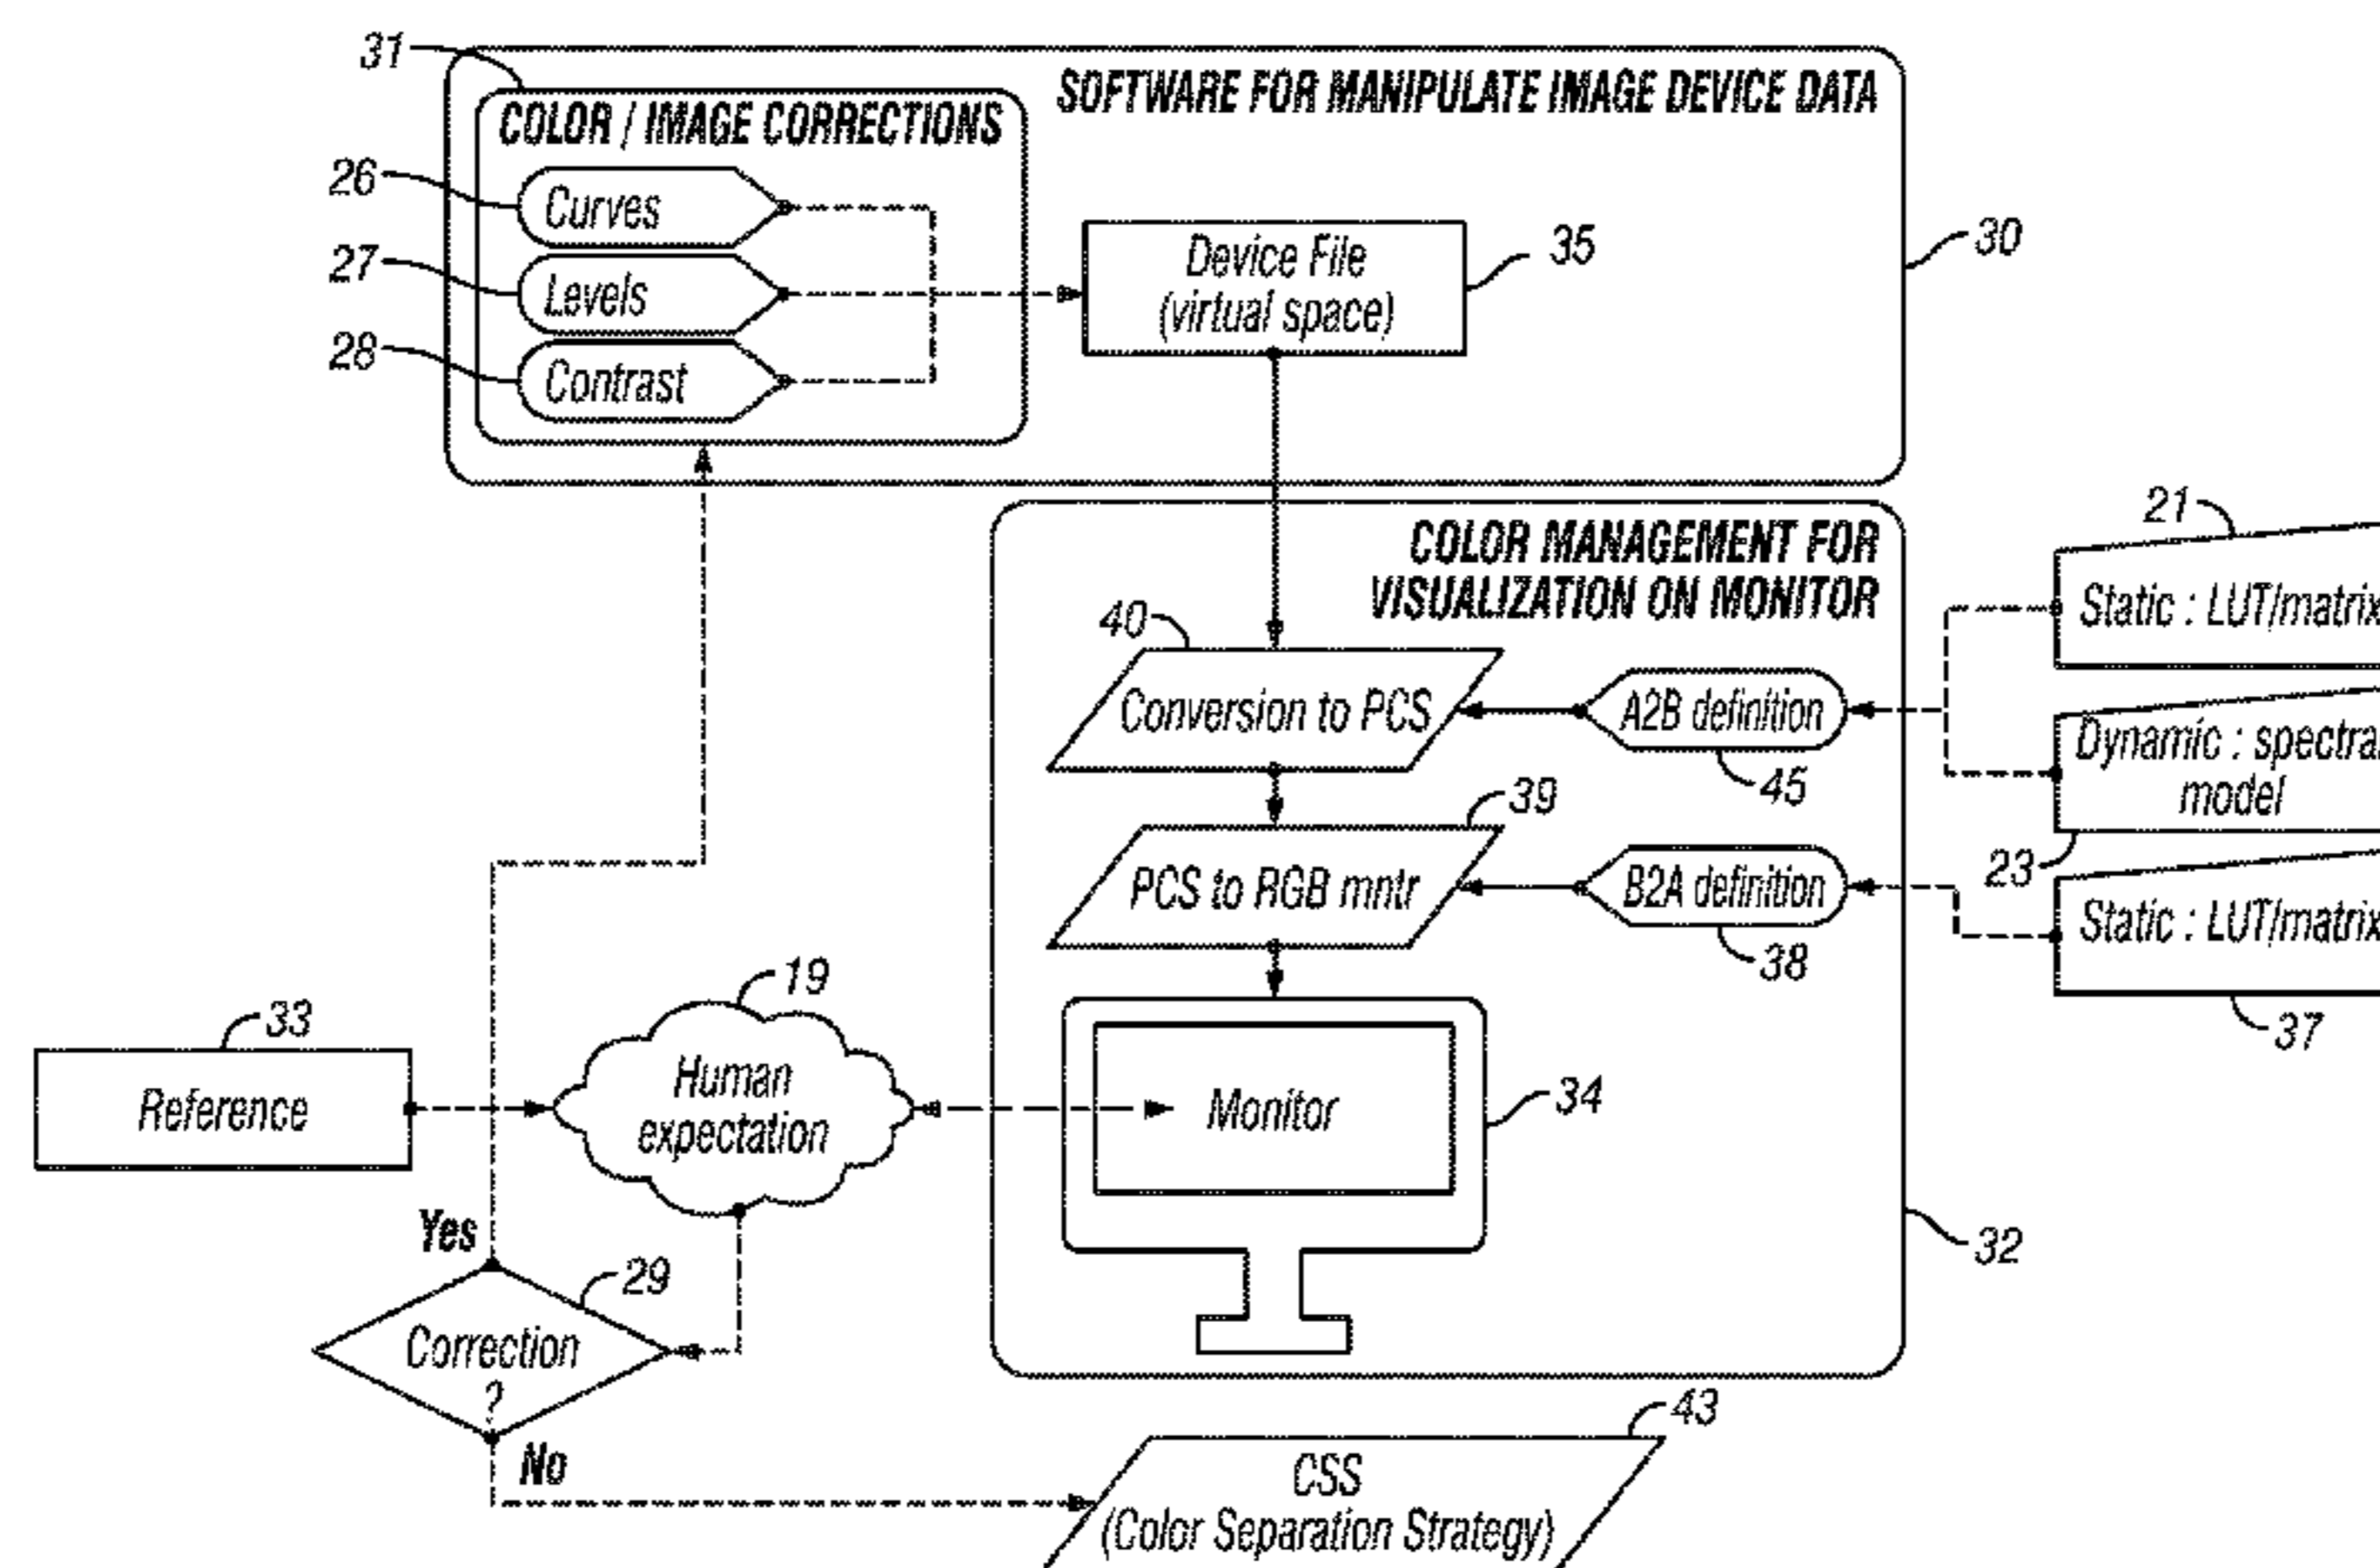 31
SOFTWARE FOR MANIPULATE IMAGE DEVICE DATA
COLOR / IMAGE CORRECTIONS
26
Curves
27
Levels
28
Contrast
Device File
(virtual space)
35
30
COLOR MANAGEMENT FOR
VISUALIZATION ON MONITOR
21
Static : LUT/matrix
40
Conversion to PCS
A2B definition
45
Dynamic : spectral
model
23
39
PCS to RGB mntr
B2A definition
38
Static : LUT/matrix
37
33
Reference
19
Human
expectation
Monitor
34
32
Yes
29
Correction
?
No
43
CSS
(Color Separation Strategy)